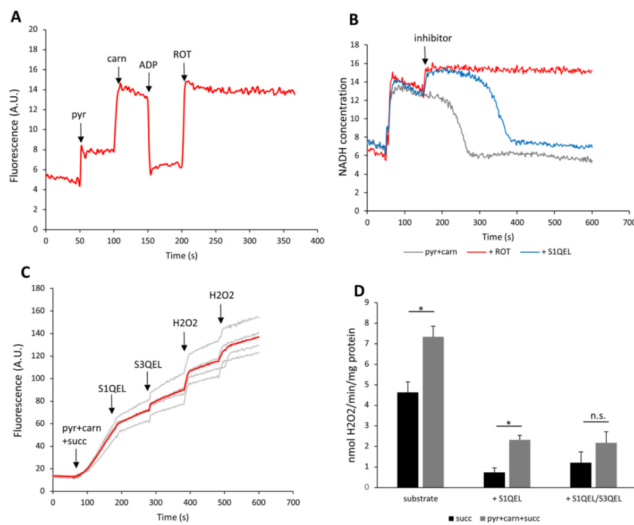 A
Fluorescence (A.U.)
20
18
16
14
12
10
8
6
4
2
0
pyr
carn
ADP
ROT
0 50 100 150 200 250 300 350 400
Time (s)
B
NADH concentration
18
16
14
12
10
8
6
4
2
0
inhibitor
0 100 200 300 400 500 600 700
Time (s)
pyr+carn + ROT + S1QEL
C
Fluorescence (A.U.)
180
160
140
120
100
80
60
40
20
0
pyr+carn
+succ
S1QEL
S3QEL
H2O2
H2O2
0 100 200 300 400 500 600 700
Time (s)
D
nmol H2O2/min/mg protein
9
8
7
6
5
4
3
2
1
0
*
*
n.s.
substrate + S1QEL + S1QEL/S3QEL
succ pyr+carn+succ